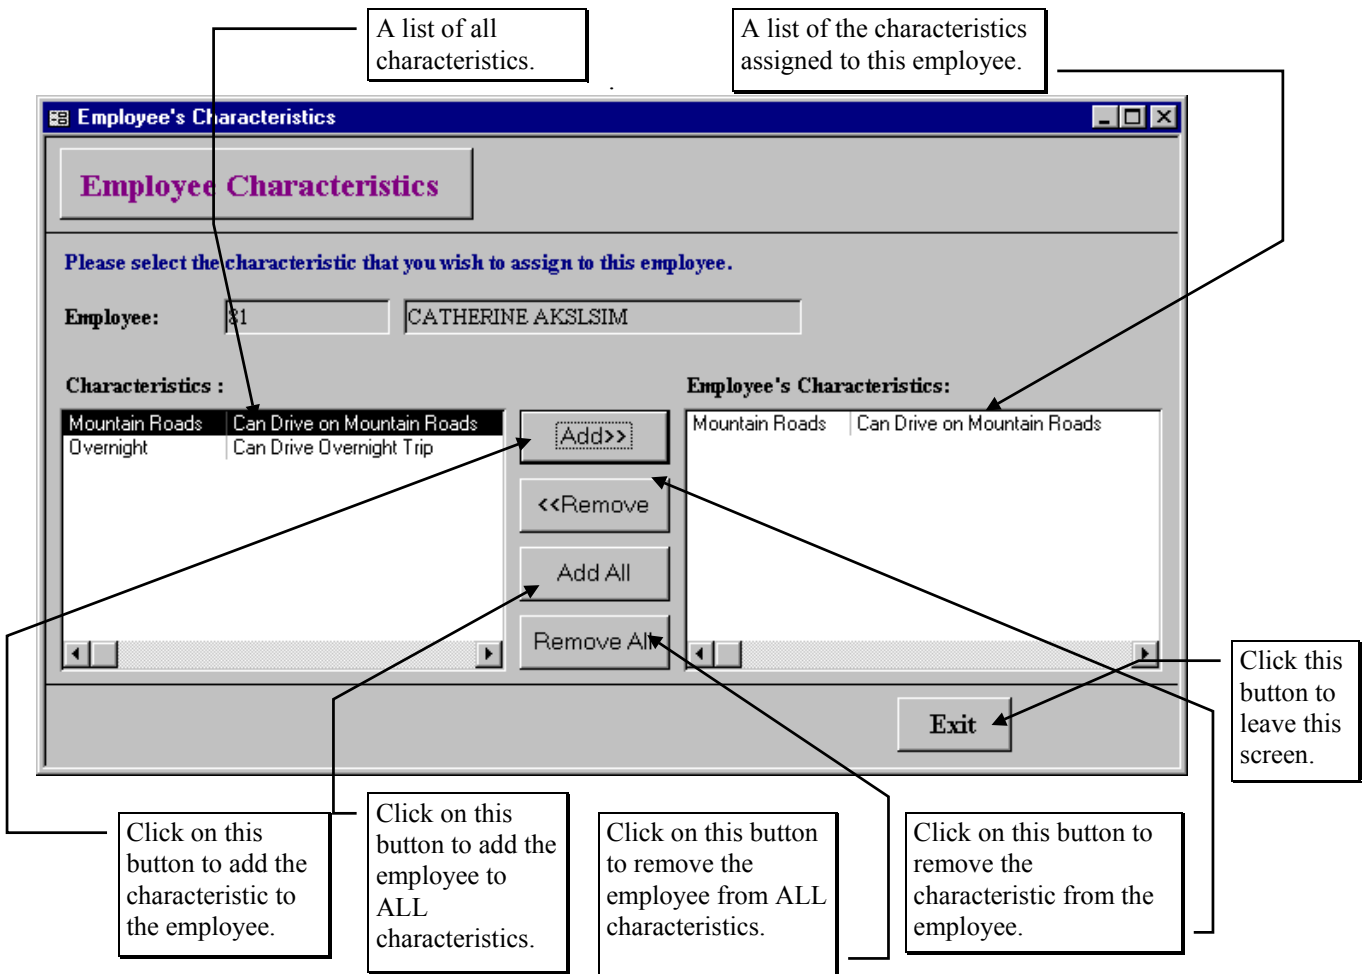 A list of all
characteristics.
A list of the characteristics
assigned to this employee.
Employee's Characteristics
Employee Characteristics
Please select the characteristic that you wish to assign to this employee.
Employee: 81 CATHERINE AKSLSIM
Characteristics :
Employee's Characteristics:
Mountain Roads Can Drive on Mountain Roads
Overnight Can Drive Overnight Trip
Add>>
<<Remove
Add All
Remove All
Mountain Roads Can Drive on Mountain Roads
Exit
Click this
button to
leave this
screen.
Click on this
button to add the
characteristic to
the employee.
Click on this
button to add the
employee to
ALL
characteristics.
Click on this button
to remove the
employee from ALL
characteristics.
Click on this button to
remove the
characteristic from the
employee.